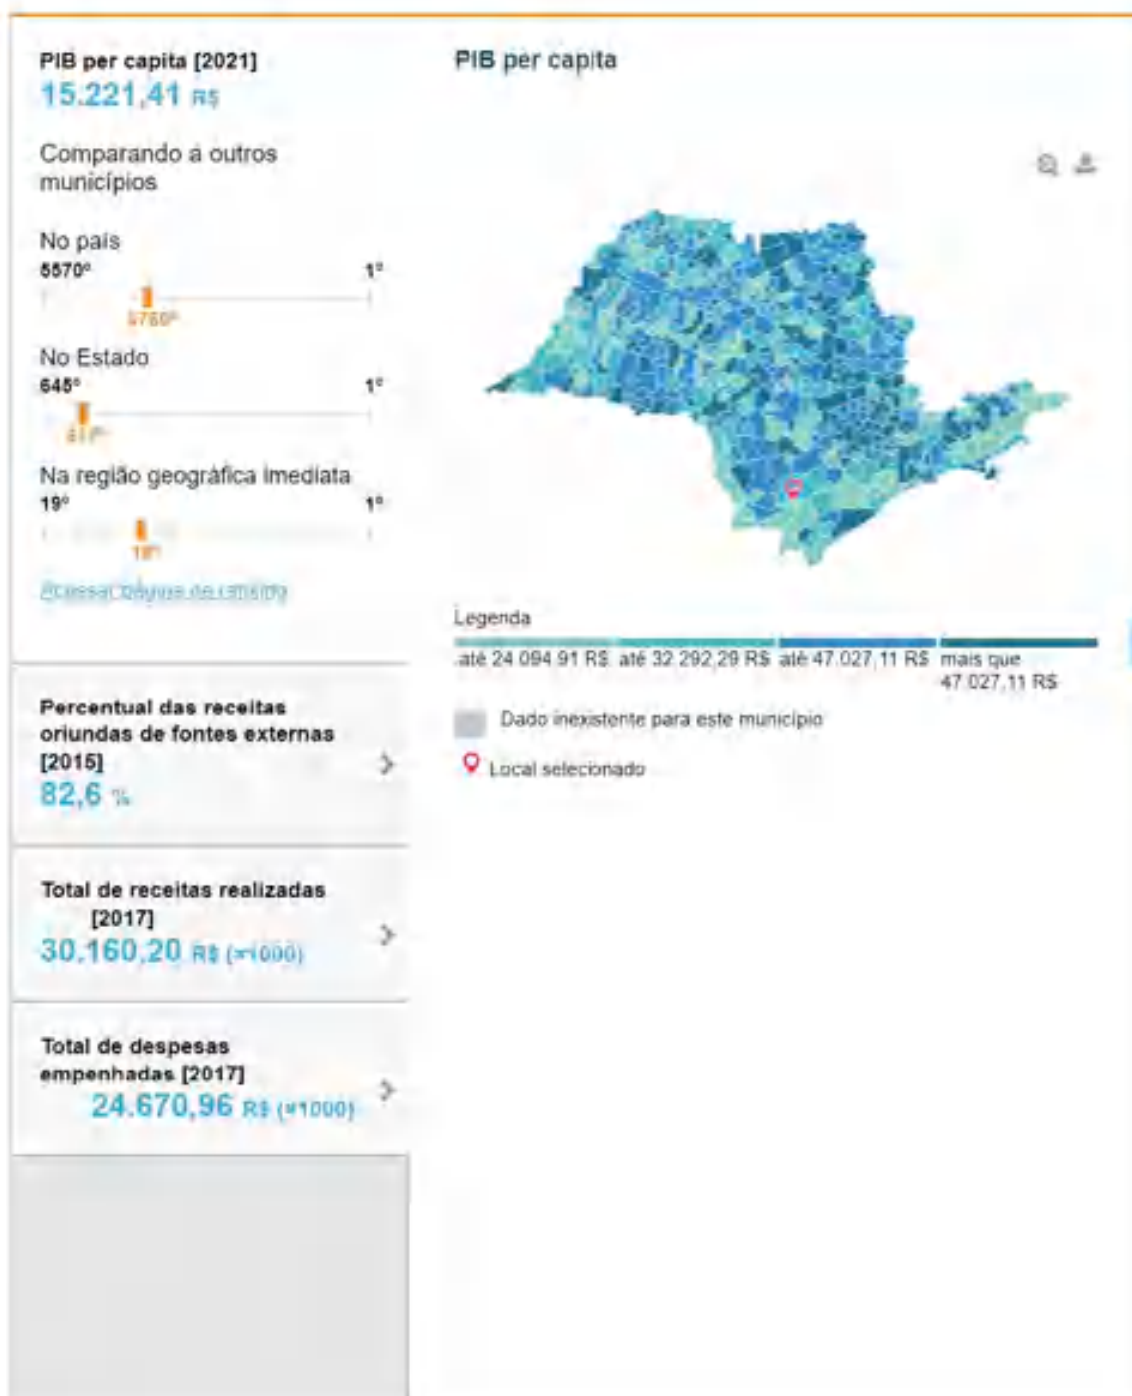 PIB per capita [2021]
15.221,41 R$
Comparando a outros
municípios
No país
5570º
1º
No Estado
645º
1º
Na região geográfica imediata
19º
1º
Percentual das receitas
oriundas de fontes externas
[2015]
82,6 %
Total de receitas realizadas
[2017]
30.160,20 R$ (×1000)
Total de despesas
empenhadas [2017]
24.670,96 R$ (×1000)
PIB per capita
Legenda
até 24.094,91 R$
até 32.292,29 R$
até 47.027,11 R$
mais que
47.027,11 R$
Dado inexistente para este município
Local selecionado